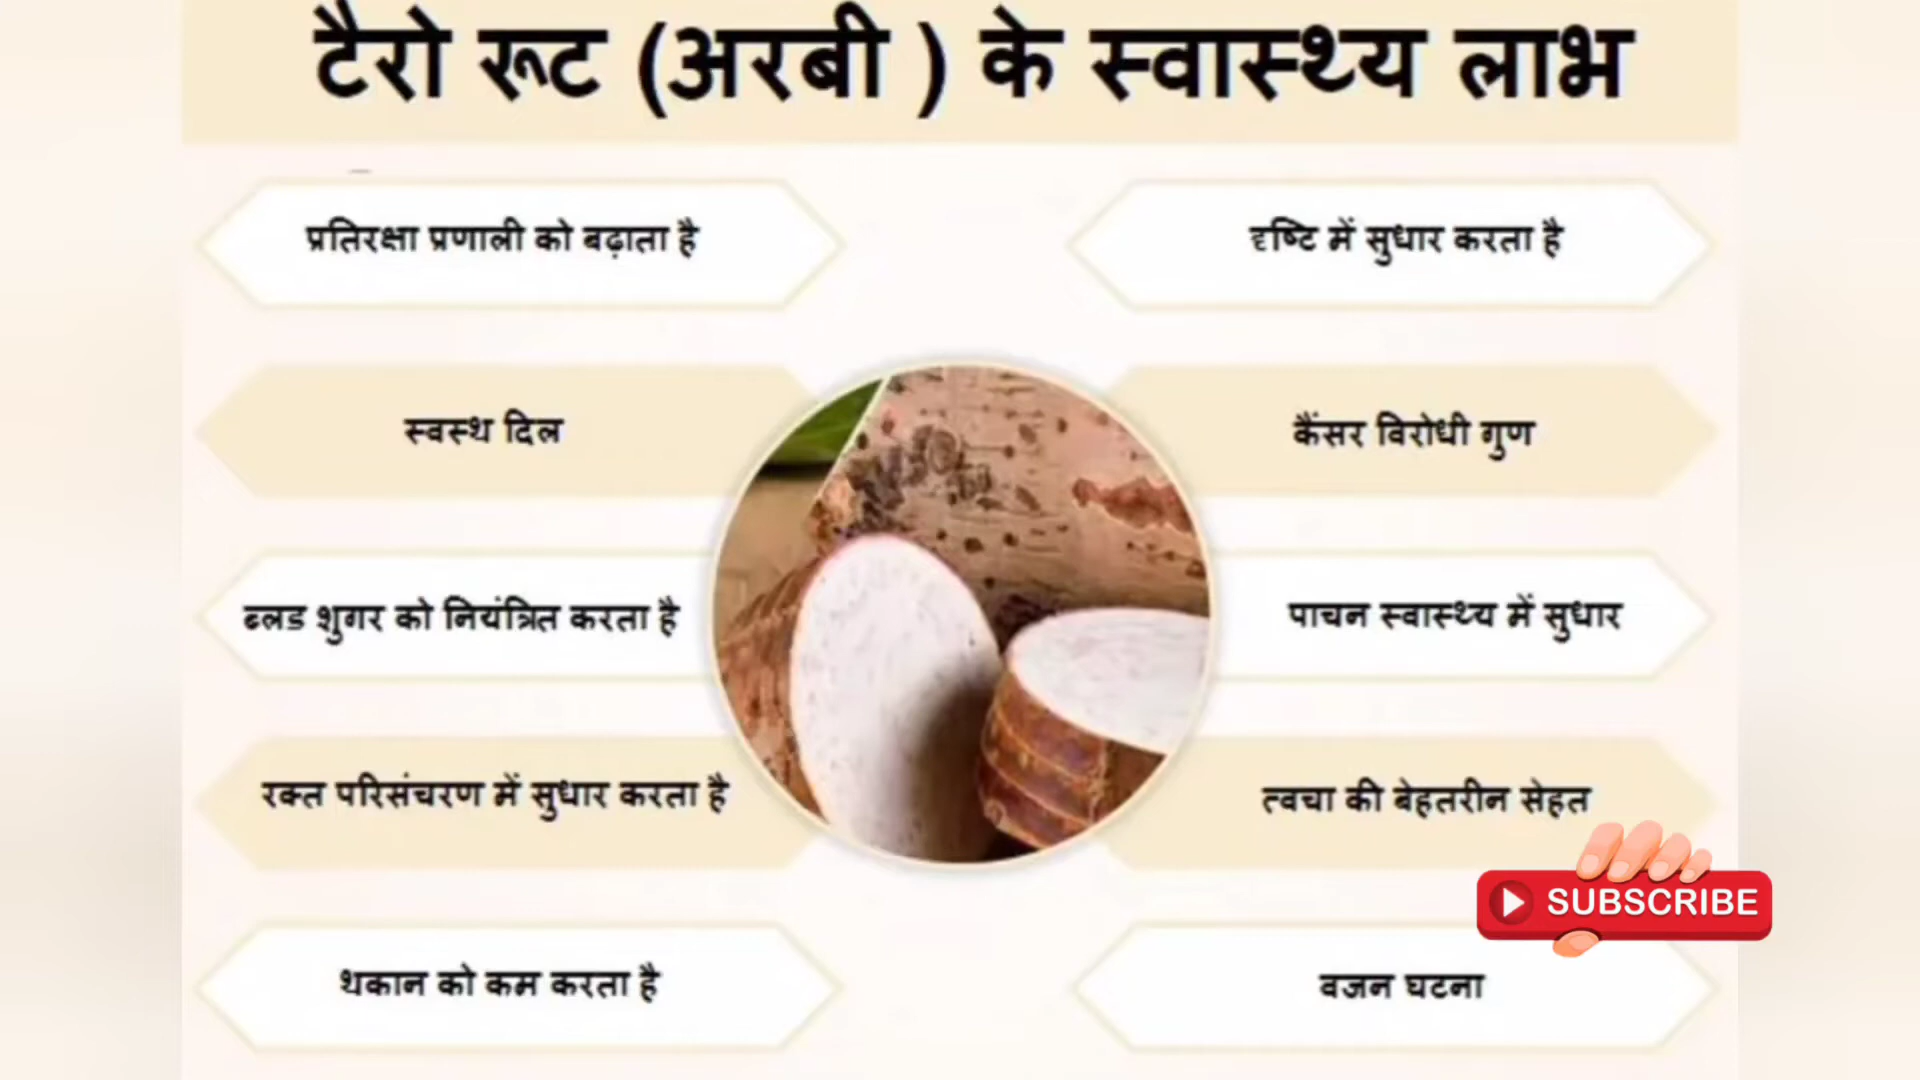 टैरो रूट (अरबी ) के स्वास्थ्य लाभ
प्रतिरक्षा प्रणाली को बढ़ाता है
दृष्टि में सुधार करता है
स्वस्थ दिल
कैंसर विरोधी गुण
ब्लड शुगर को नियंत्रित करता है
पाचन स्वास्थ्य में सुधार
रक्त परिसंचरण में सुधार करता है
त्वचा की बेहतरीन सेहत
SUBSCRIBE
थकान को कम करता है
वजन घटना